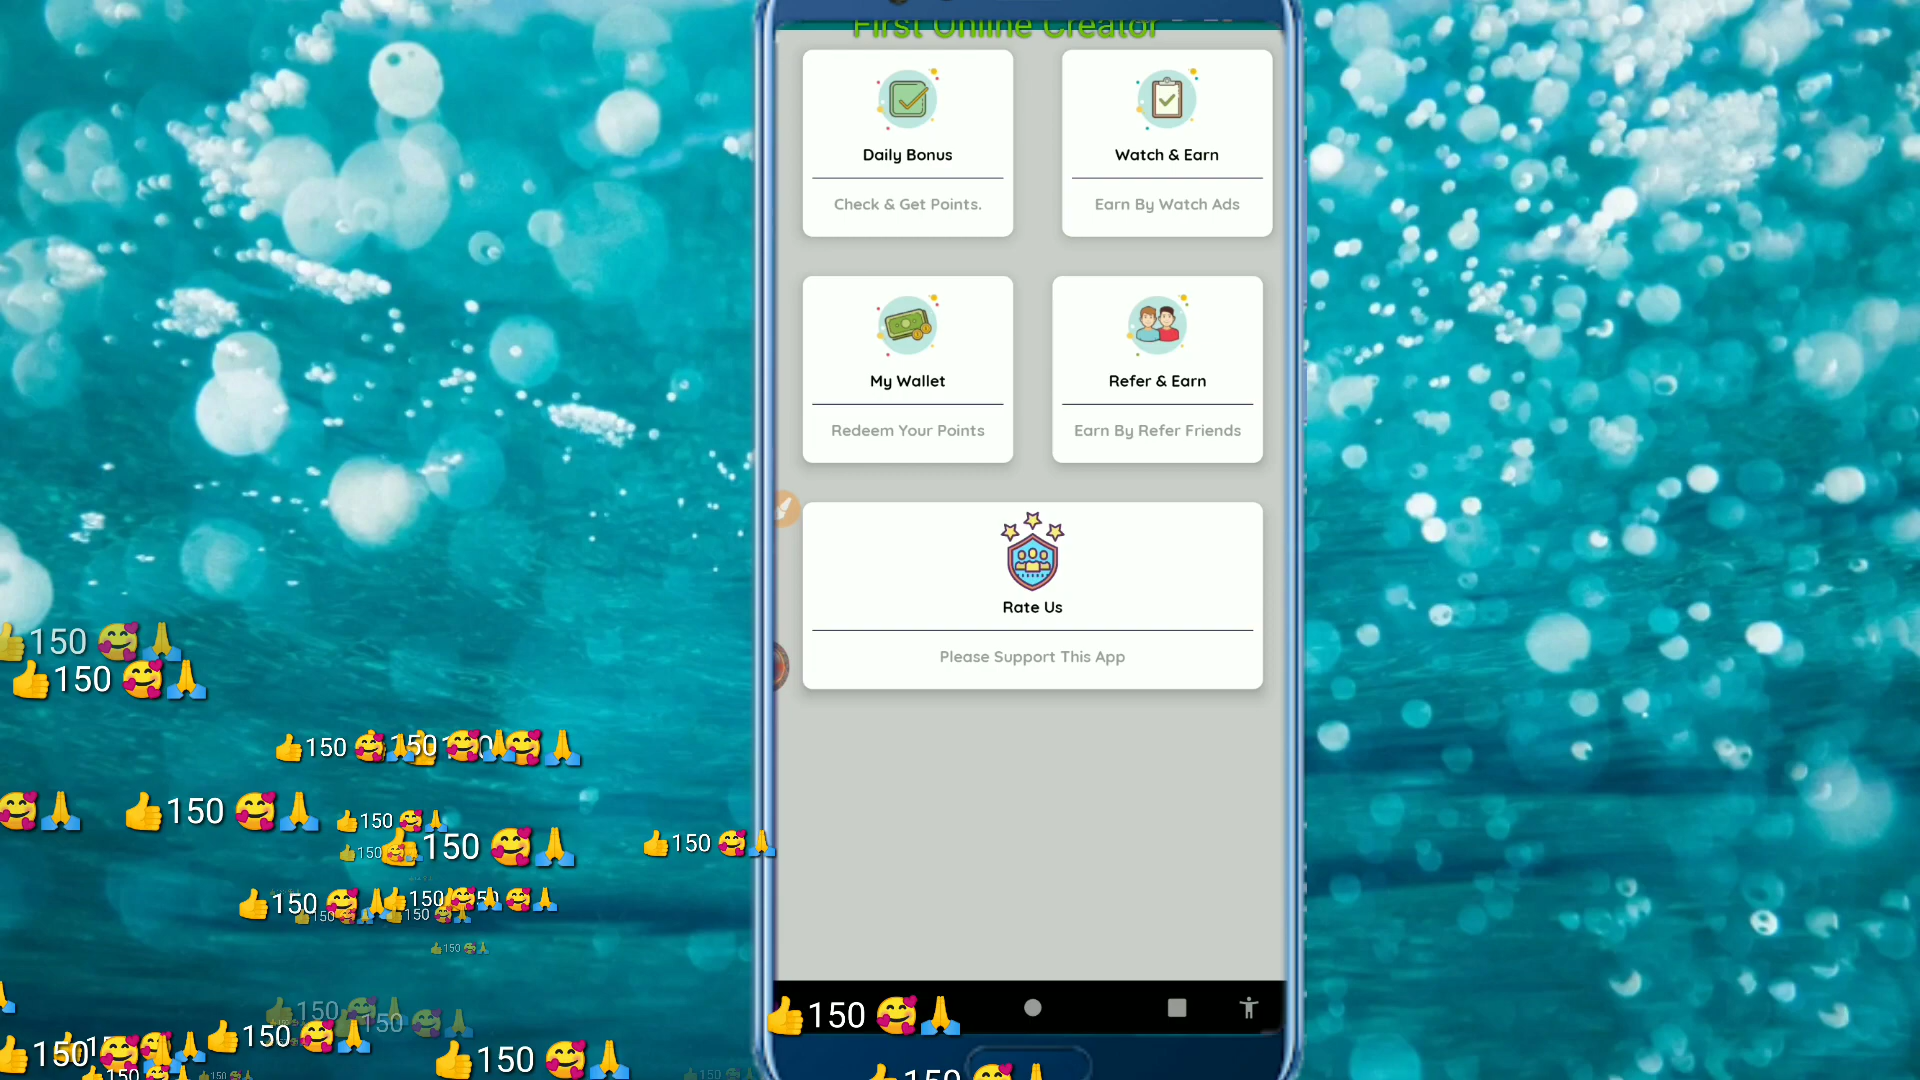 First Online Creator
Daily Bonus
Check & Get Points.
Watch & Earn
Earn By Watch Ads
My Wallet
Redeem Your Points
Refer & Earn
Earn By Refer Friends
Rate Us
Please Support This App
👍150 🥰🙏
👍150 🥰🙏
👍150 🥰🙏
🥰🙏
👍150 🥰🙏
👍150 🥰🙏
👍150 🥰🙏
👍150 🥰🙏
👍150 🥰🙏
👍150 🥰🙏
👍150 🥰🙏
👍150 🥰🙏
👍150 🥰🙏
👍150 🥰🙏
👍150 🥰🙏